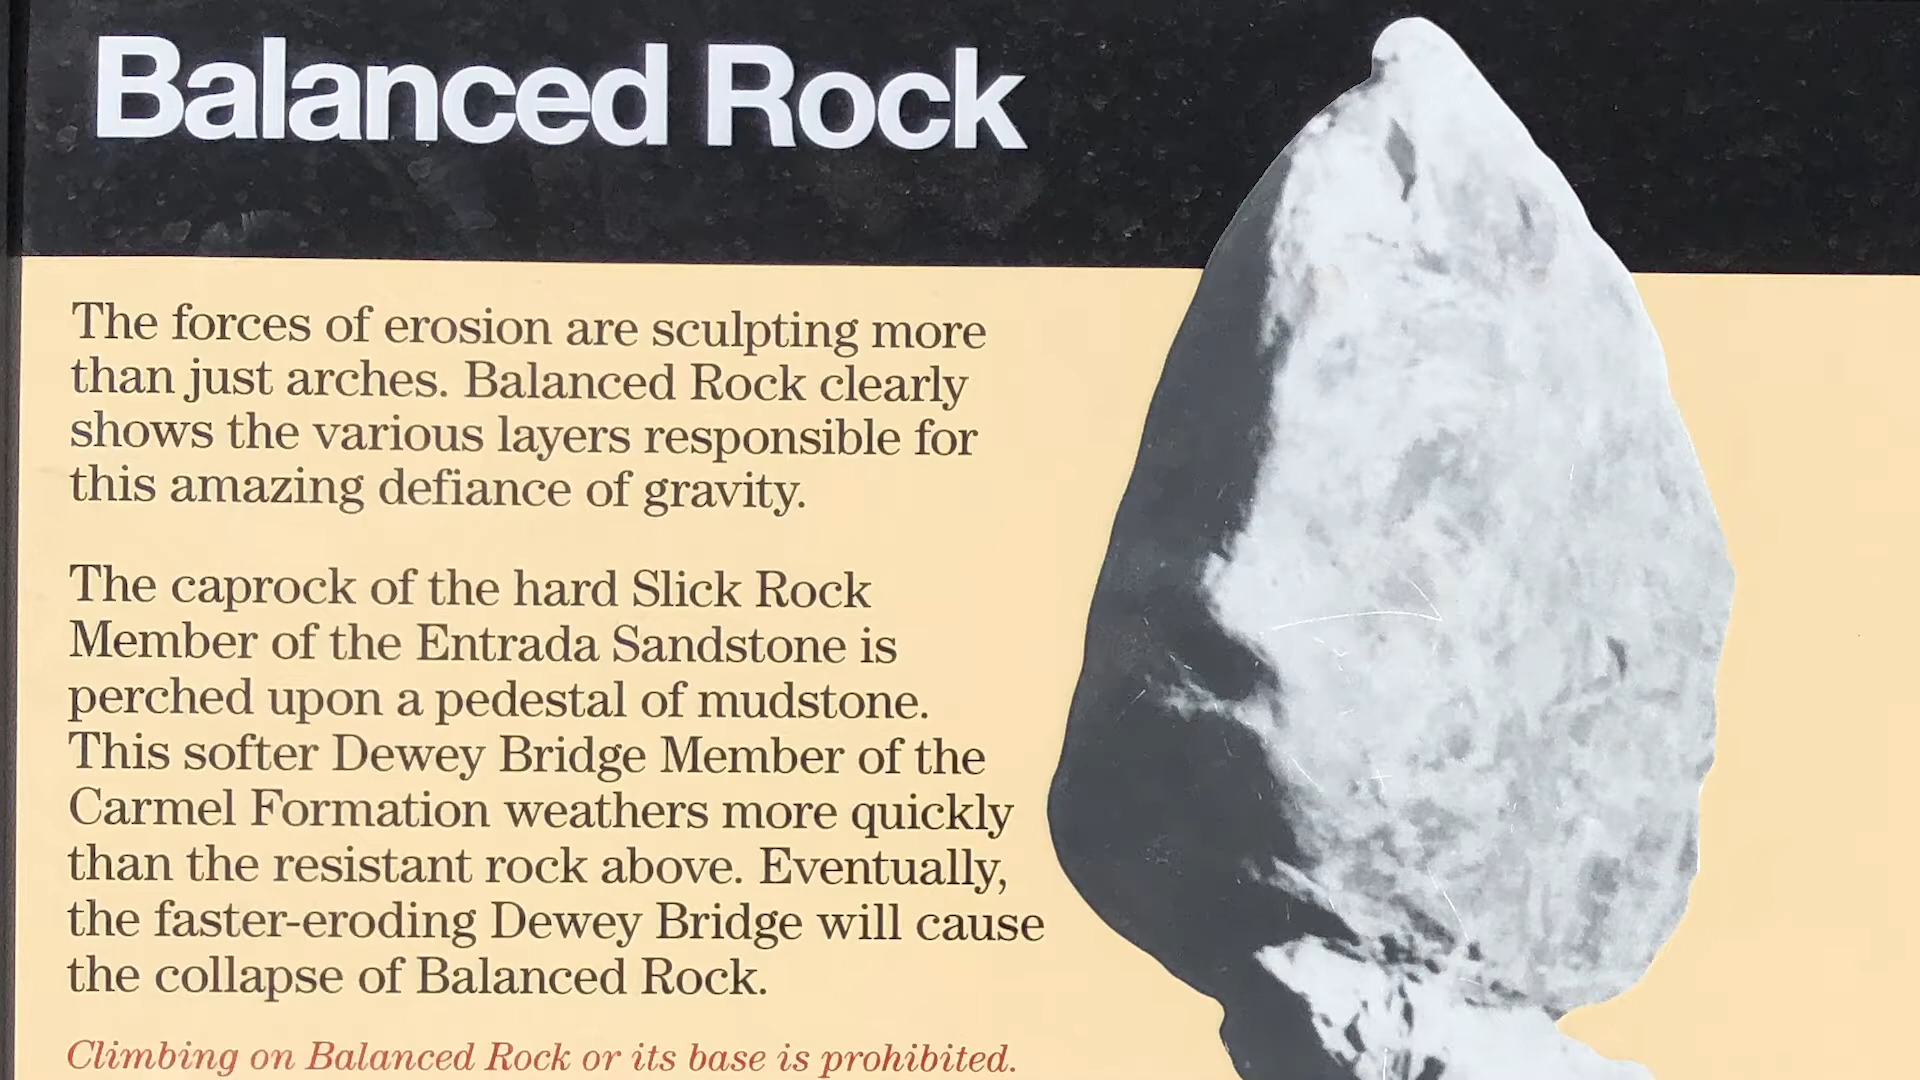 Balanced Rock
The forces of erosion are sculpting more
than just arches. Balanced Rock clearly
shows the various layers responsible for
this amazing defiance of gravity.
The caprock of the hard Slick Rock
Member of the Entrada Sandstone is
perched upon a pedestal of mudstone.
This softer Dewey Bridge Member of the
Carmel Formation weathers more quickly
than the resistant rock above. Eventually,
the faster-eroding Dewey Bridge will cause
the collapse of Balanced Rock.
Climbing on Balanced Rock or its base is prohibited.